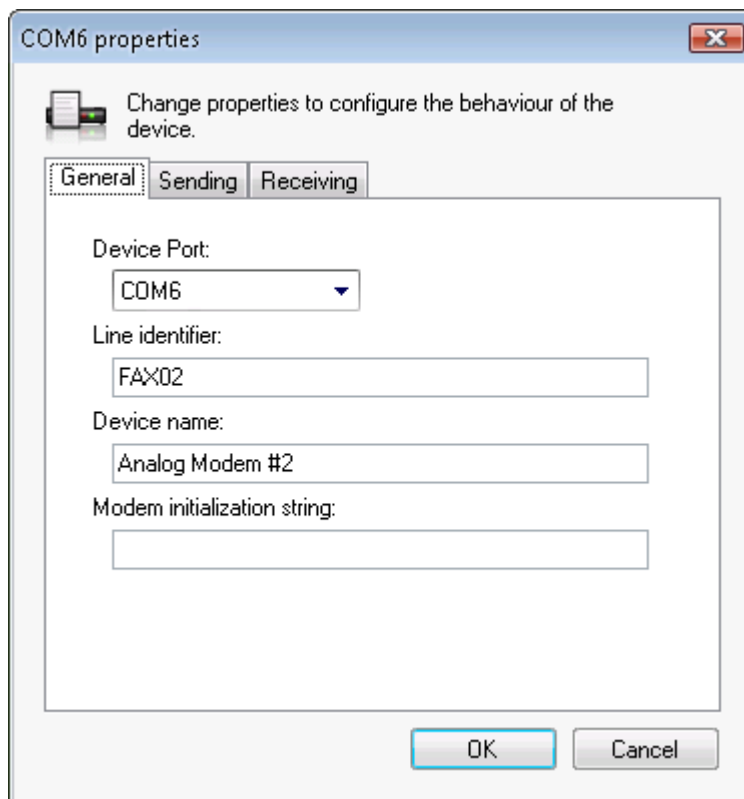 COM6 properties
Change properties to configure the behaviour of the
device.
General Sending Receiving
Device Port:
COM6
Line identifier:
FAX02
Device name:
Analog Modem #2
Modem initialization string:
OK Cancel